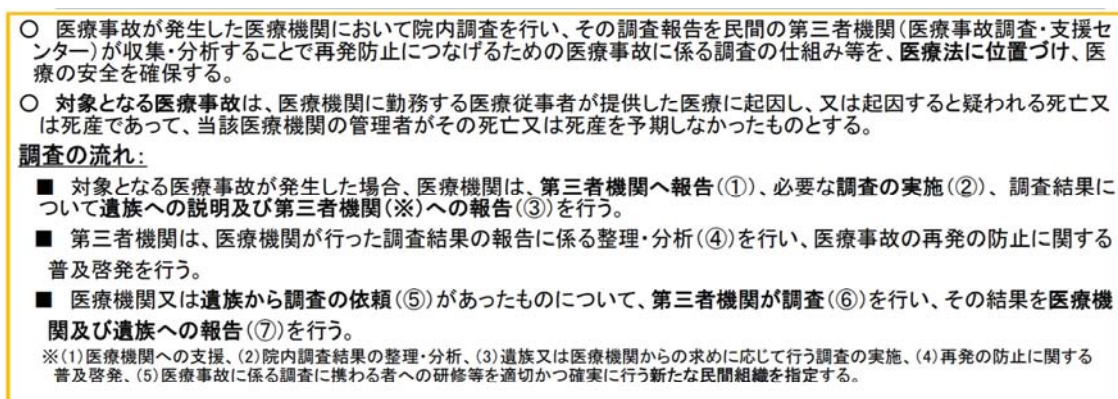 ○ 医療事故が発生した医療機関において院内調査を行い、その調査報告を民間の第三者機関(医療事故調査・支援セ
ンター)が収集・分析することで再発防止につなげるための医療事故に係る調査の仕組み等を、医療法に位置づけ、医
療の安全を確保する。
○ 対象となる医療事故は、医療機関に勤務する医療従事者が提供した医療に起因し、又は起因すると疑われる死亡又
は死産であって、当該医療機関の管理者がその死亡又は死産を予期しなかったものとする。
調査の流れ:
■ 対象となる医療事故が発生した場合、医療機関は、第三者機関へ報告(①)、必要な調査の実施(②)、調査結果に
ついて遺族への説明及び第三者機関(※)への報告(③)を行う。
■ 第三者機関は、医療機関が行った調査結果の報告に係る整理・分析(④)を行い、医療事故の再発の防止に関する
普及啓発を行う。
■ 医療機関又は遺族から調査の依頼(⑤)があったものについて、第三者機関が調査(⑥)を行い、その結果を医療機
関及び遺族への報告(⑦)を行う。
※(1)医療機関への支援、(2)院内調査結果の整理・分析、(3)遺族又は医療機関からの求めに応じて行う調査の実施、(4)再発の防止に関する
普及啓発、(5)医療事故に係る調査に携わる者への研修等を適切かつ確実に行う新たな民間組織を指定する。